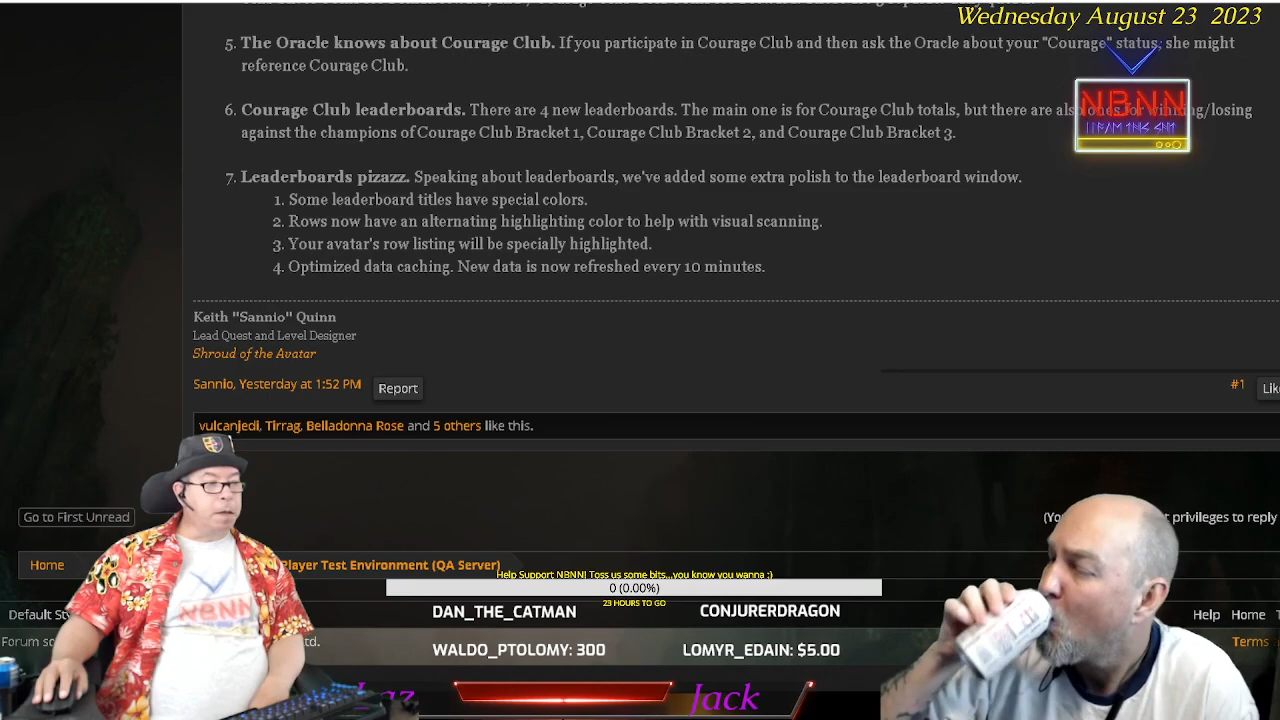 Wednesday August 23 2023
5. The Oracle knows about Courage Club. If you participate in Courage Club and then ask the Oracle about your "Courage" status, she might
reference Courage Club.
6. Courage Club leaderboards. There are 4 new leaderboards. The main one is for Courage Club totals, but there are also ones for winning/losing
against the champions of Courage Club Bracket 1, Courage Club Bracket 2, and Courage Club Bracket 3.
NBNN
7. Leaderboards pizazz. Speaking about leaderboards, we've added some extra polish to the leaderboard window.
1. Some leaderboard titles have special colors.
2. Rows now have an alternating highlighting color to help with visual scanning.
3. Your avatar's row listing will be specially highlighted.
4. Optimized data caching. New data is now refreshed every 10 minutes.
Keith "Sannio" Quinn
Lead Quest and Level Designer
Shroud of the Avatar
Sannio, Yesterday at 1:52 PM Report #1 Lik
vulcanjedi, Tirrag, Belladonna Rose and 5 others like this.
Go to First Unread (Yo t privileges to reply
Home Player Test Environment (QA Server)
Help Support NBNN! Toss us some bits...you know you wanna :)
0 (0.00%)
23 HOURS TO GO
Default Sty DAN_THE_CATMAN CONJURERDRAGON Help Home T
NBNN
Forum so td. WALDO_PTOLOMY: 300 LOMYR_EDAIN: $5.00 Terms
az Jack